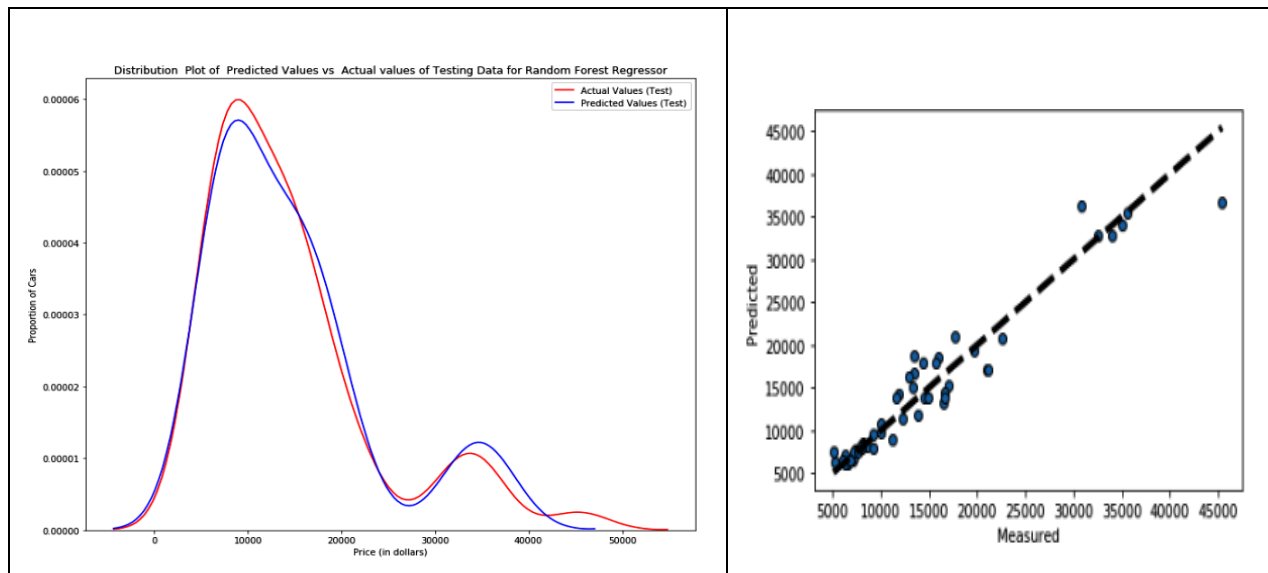 Distribution Plot of Predicted Values vs Actual values of Testing Data for Random Forest Regressor
Actual Values (Test)
Predicted Values (Test)
0.00006
0.00005
0.00004
0.00003
0.00002
0.00001
0.00000
Proportion of Cars
0 10000 20000 30000 40000 50000
Price (in dollars)
45000
40000
35000
30000
25000
20000
15000
10000
5000
Predicted
5000 10000 15000 20000 25000 30000 35000 40000 45000
Measured